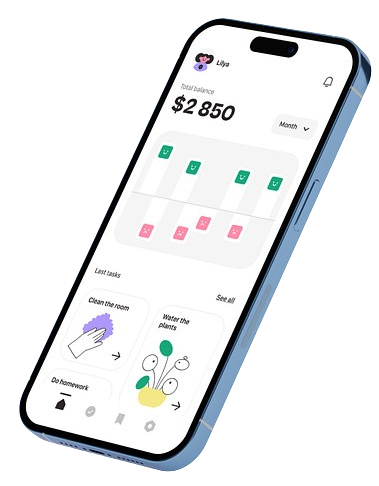 Lilya
Total balance
$2 850
Month
Last tasks
See all
Clean the room
Water the
plants
Do homework